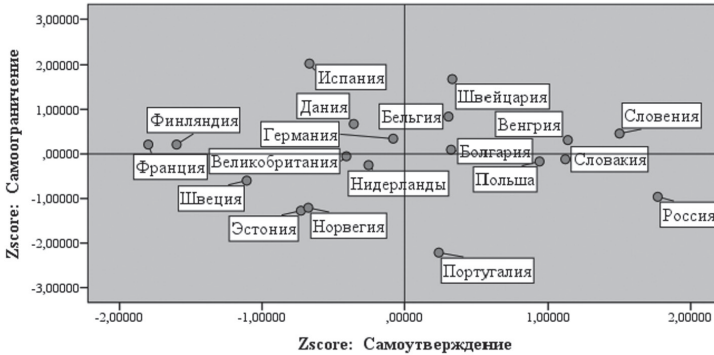 3,00000
2,00000
1,00000
,00000
-1,00000
-2,00000
-3,00000
Zscore: Самоограничение
Испания
Швейцария
Дания
Бельгия
Словения
Финляндия
Венгрия
Германия
Болгария
Словакия
Франция
Великобритания
Нидерланды
Польша
Швеция
Россия
Эстония
Норвегия
Португалия
-2,00000 -1,00000 ,00000 1,00000 2,00000
Zscore: Самоутверждение